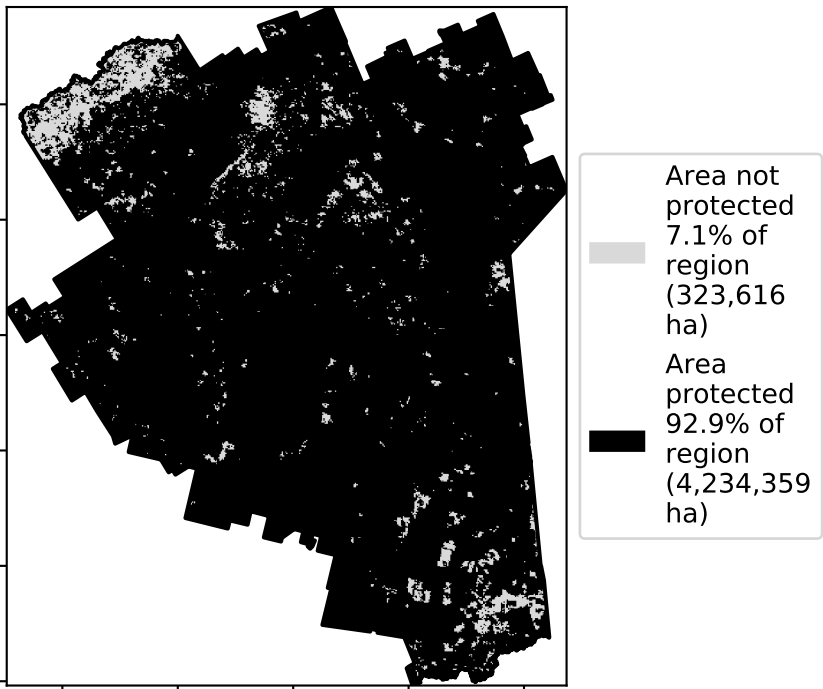 Area not
protected
7.1% of
region
(323,616
ha)
Area
protected
92.9% of
region
(4,234,359
ha)